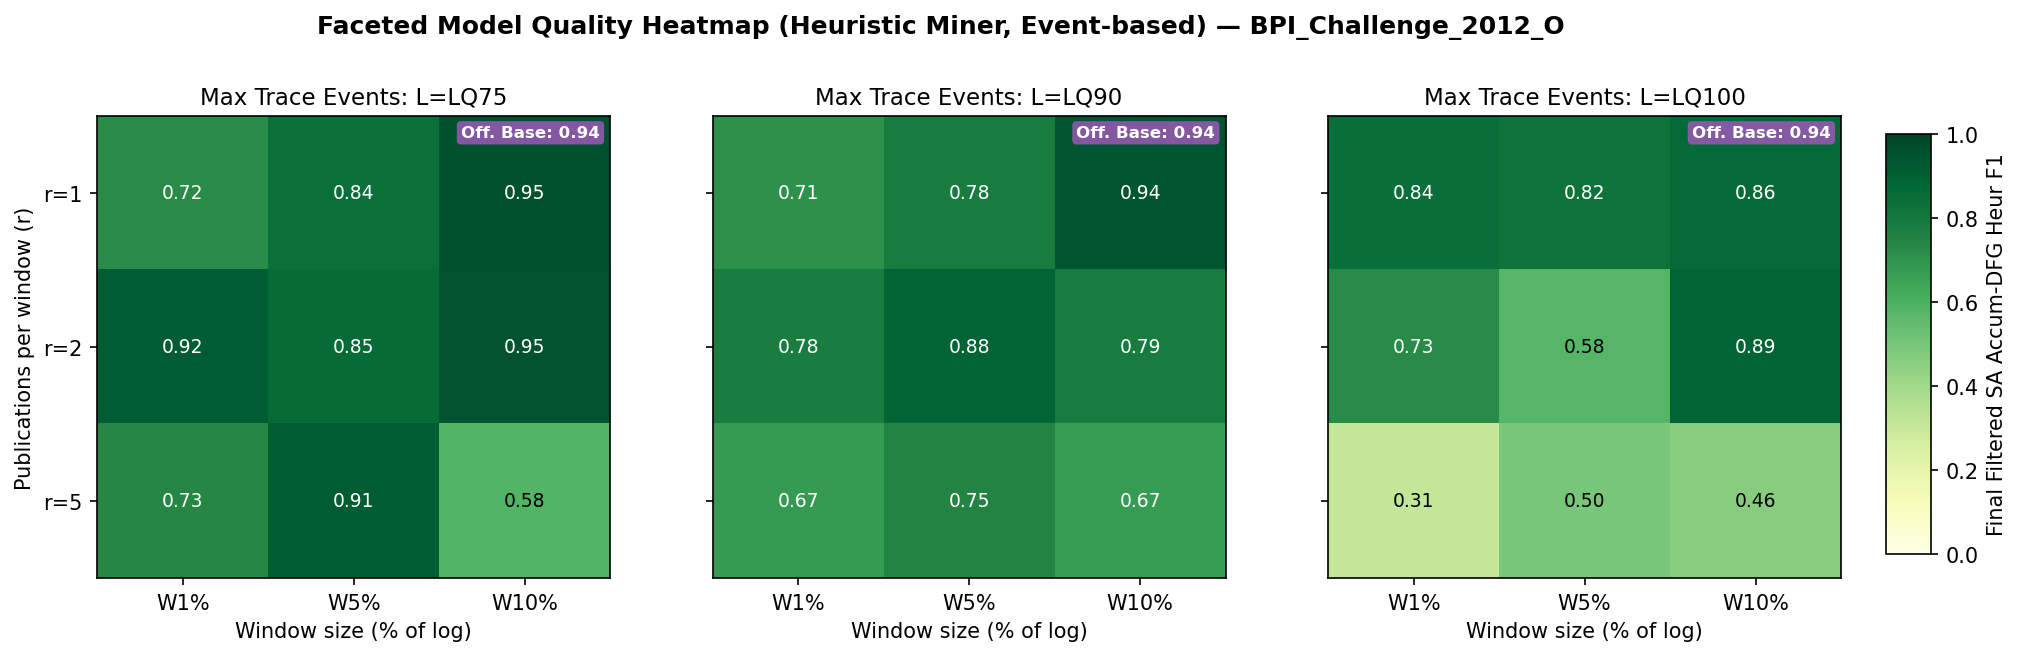 Faceted Model Quality Heatmap (Heuristic Miner, Event-based) — BPI_Challenge_2012_O
Max Trace Events: L=LQ75
Off. Base: 0.94
Publications per window (r)
r=1
0.72
0.84
0.95
r=2
0.92
0.85
0.95
r=5
0.73
0.91
0.58
W1%
W5%
W10%
Window size (% of log)
Max Trace Events: L=LQ90
Off. Base: 0.94
0.71
0.78
0.94
0.78
0.88
0.79
0.67
0.75
0.67
W1%
W5%
W10%
Window size (% of log)
Max Trace Events: L=LQ100
Off. Base: 0.94
0.84
0.82
0.86
0.73
0.58
0.89
0.31
0.50
0.46
W1%
W5%
W10%
Window size (% of log)
1.0
0.8
0.6
0.4
0.2
0.0
Final Filtered SA Accum-DFG Heur F1